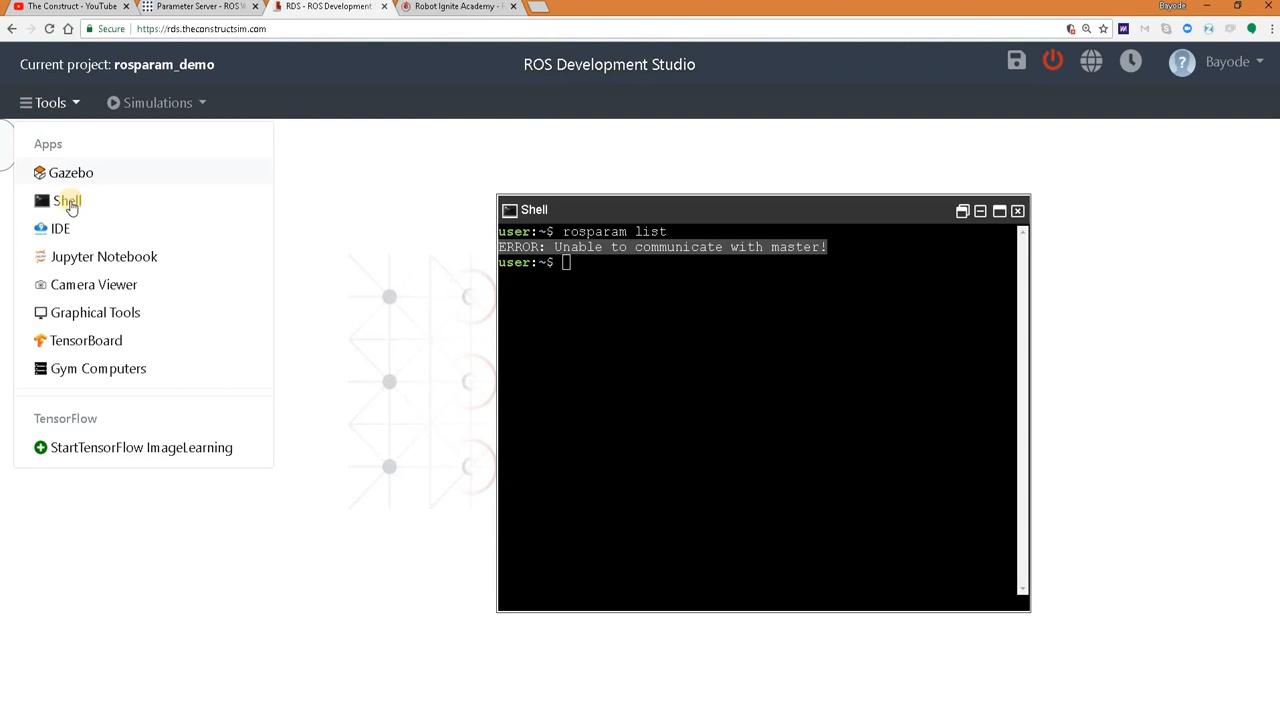 The Construct - YouTube
Parameter Server - ROS W
RDS - ROS Development
Robot Ignite Academy -
Bayode
Secure
https://rds.theconstructsim.com
Current project: rosparam_demo
ROS Development Studio
Bayode
Tools
Simulations
Apps
Gazebo
Shell
IDE
Jupyter Notebook
Camera Viewer
Graphical Tools
TensorBoard
Gym Computers
TensorFlow
StartTensorFlow ImageLearning
Shell
user:~$ rosparam list
ERROR: Unable to communicate with master!
user:~$